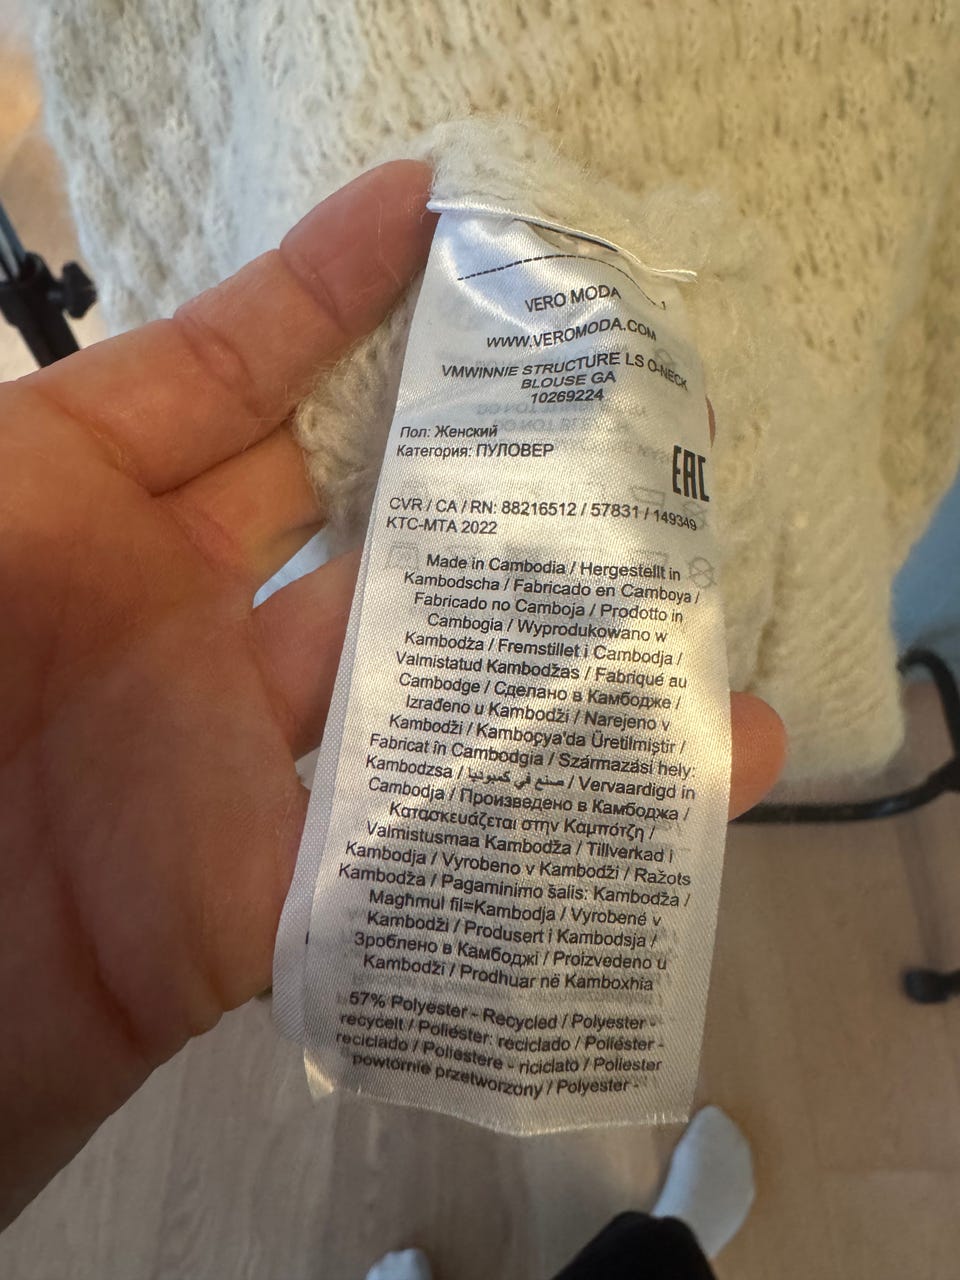 VERO MODA
WWW.VEROMODA.COM
VMWINNIE STRUCTURE LS O-NECK
BLOUSE GA
10269224
Пол: Женский
Категория: ПУЛОВЕР
EAC
CVR / CA / RN: 88216512 / 57831 / 149349
KTC-MTA 2022
Made in Cambodia / Hergestellt in
Kambodscha / Fabricado en Camboya /
Fabricado no Camboja / Prodotto in
Cambogia / Wyprodukowano w
Kambodża / Fremstillet i Cambodja /
Valmistatud Kambodžas / Fabriqué au
Cambodge / Сделано в Камбодже /
Izrađeno u Kambodži / Narejeno v
Kambodži / Kamboçya'da Üretilmiştir /
Fabricat în Cambodgia / Származási hely:
Kambodzsa / صنع في كمبوديا / Vervaardigd in
Cambodja / Произведено в Камбоджа /
Κατασκευάζεται στην Καμπότζη /
Valmistusmaa Kambodža / Tillverkad i
Kambodja / Vyrobeno v Kambodži / Ražots
Kambodža / Pagaminimo šalis: Kambodža /
Magħmul fil=Kambodja / Vyrobené v
Kambodži / Produsert i Kambodsja /
Зроблено в Камбоджі / Proizvedeno u
Kambodži / Prodhuar në Kamboxhia
57% Polyester - Recycled / Polyester -
recycelt / Poliéster: reciclado / Poliéster -
reciclado / Poliestere - riciclato / Poliester
powtórnie przetworzony / Polyester -